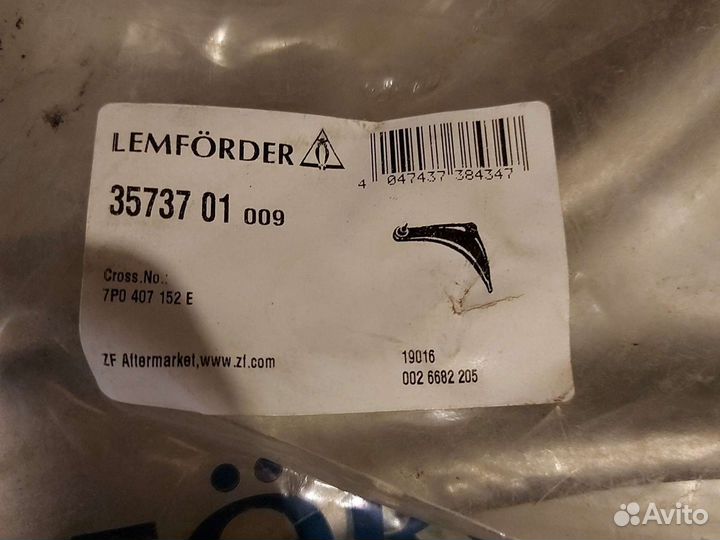 LEMFÖRDER
4 047437 384347
35737 01 009
Cross.No.:
7P0 407 152 E
ZF Aftermarket,www.zf.com
19016
002 6682 205
Avito